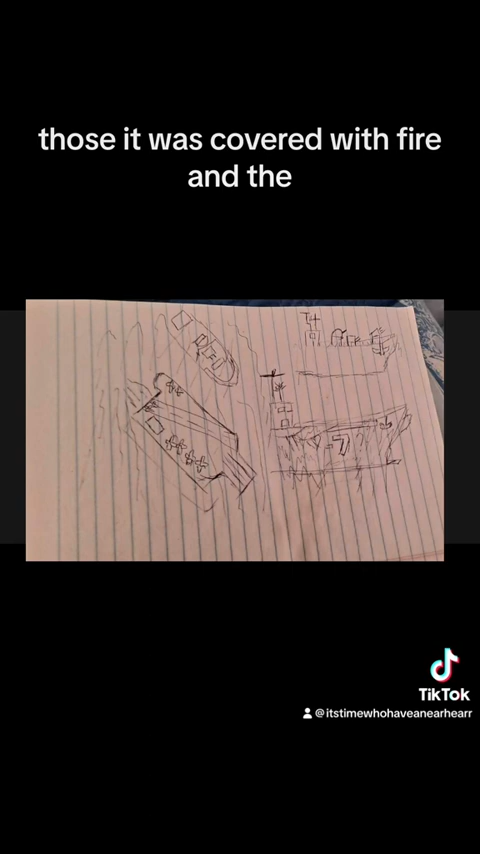 those it was covered with fire
and the
TikTok
@itstimewhohaveanearhearr